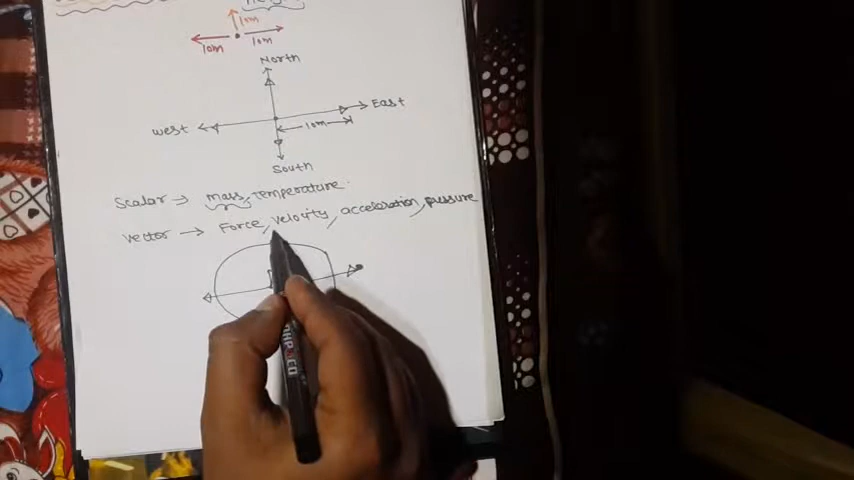 10m
10m 10m
North
East
west
10m
South
Scalar → mass, temperature
Vector → Force, velocity, acceleration, pressure